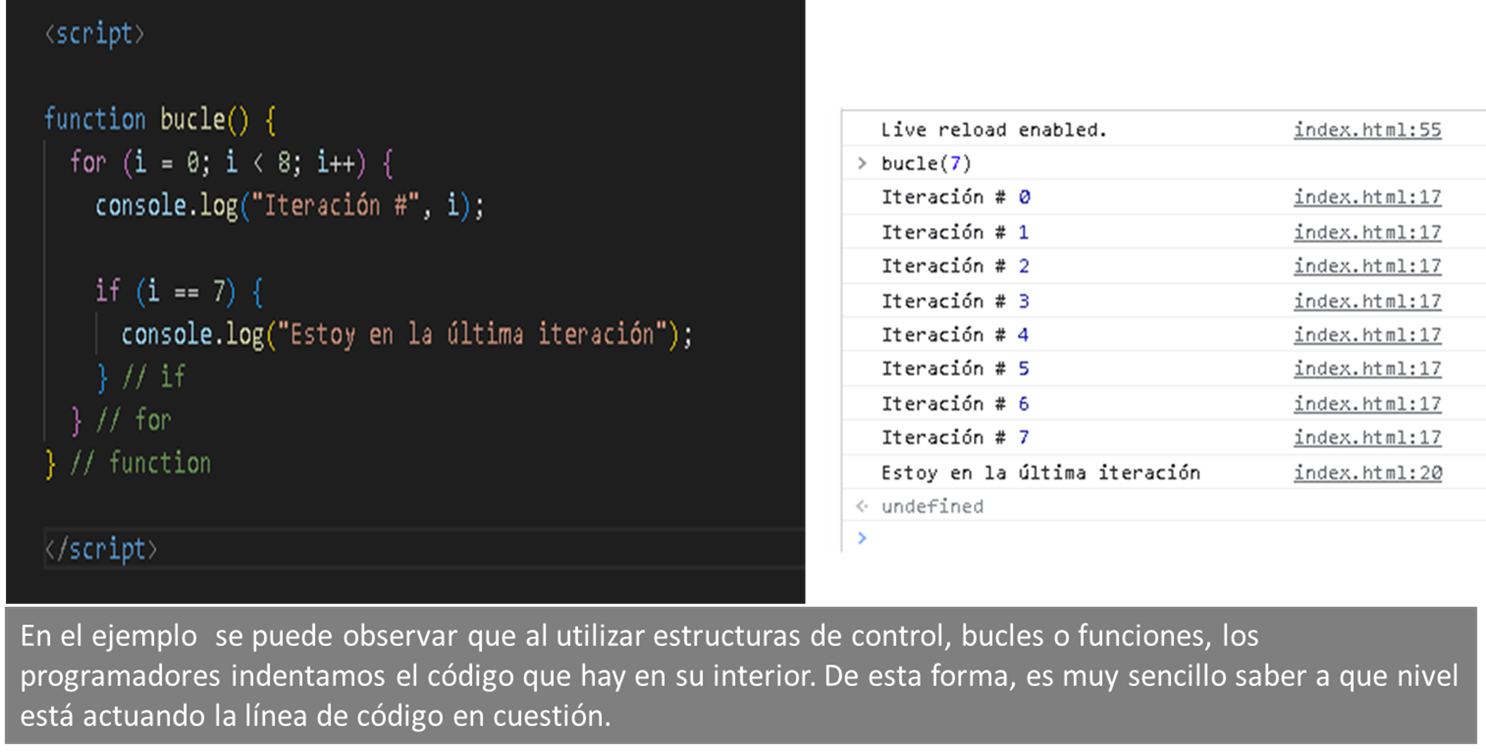 <script>
function bucle() {
for (i = 0; i < 8; i++) {
console.log("Iteración #", i);
if (i == 7) {
console.log("Estoy en la última iteración");
} // if
} // for
} // function
</script>
Live reload enabled. index.html:55
> bucle(7)
Iteración # 0 index.html:17
Iteración # 1 index.html:17
Iteración # 2 index.html:17
Iteración # 3 index.html:17
Iteración # 4 index.html:17
Iteración # 5 index.html:17
Iteración # 6 index.html:17
Iteración # 7 index.html:17
Estoy en la última iteración index.html:20
undefined
>
En el ejemplo se puede observar que al utilizar estructuras de control, bucles o funciones, los
programadores indentamos el código que hay en su interior. De esta forma, es muy sencillo saber a que nivel
está actuando la línea de código en cuestión.